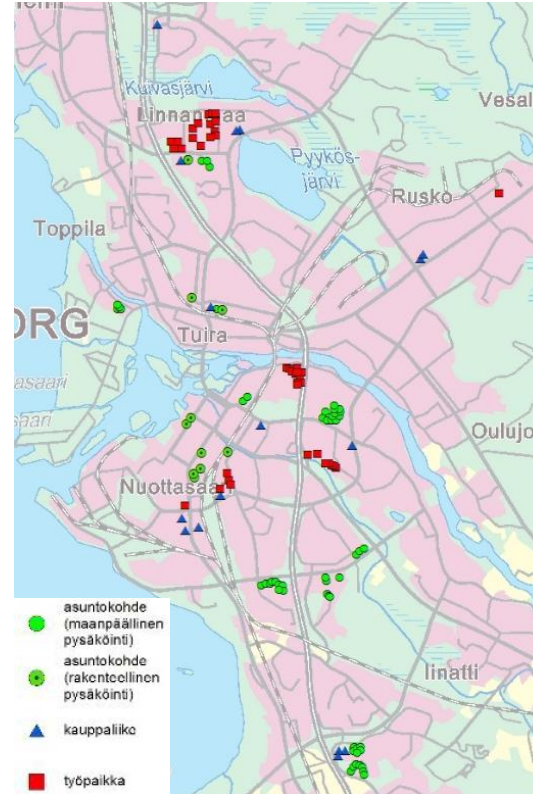 Kuivasjärvi
Linnanmaa
Vesal
Pyykös-
järvi
Rusko
Toppila
ORG
Tuira
asaari
saari
Oulujo
Nuottasaari
asuntokohde
(maanpäällinen
pysäköinti)
asuntokohde
(rakenteellinen
pysäköinti)
Iinatti
kauppaliike
työpaikka